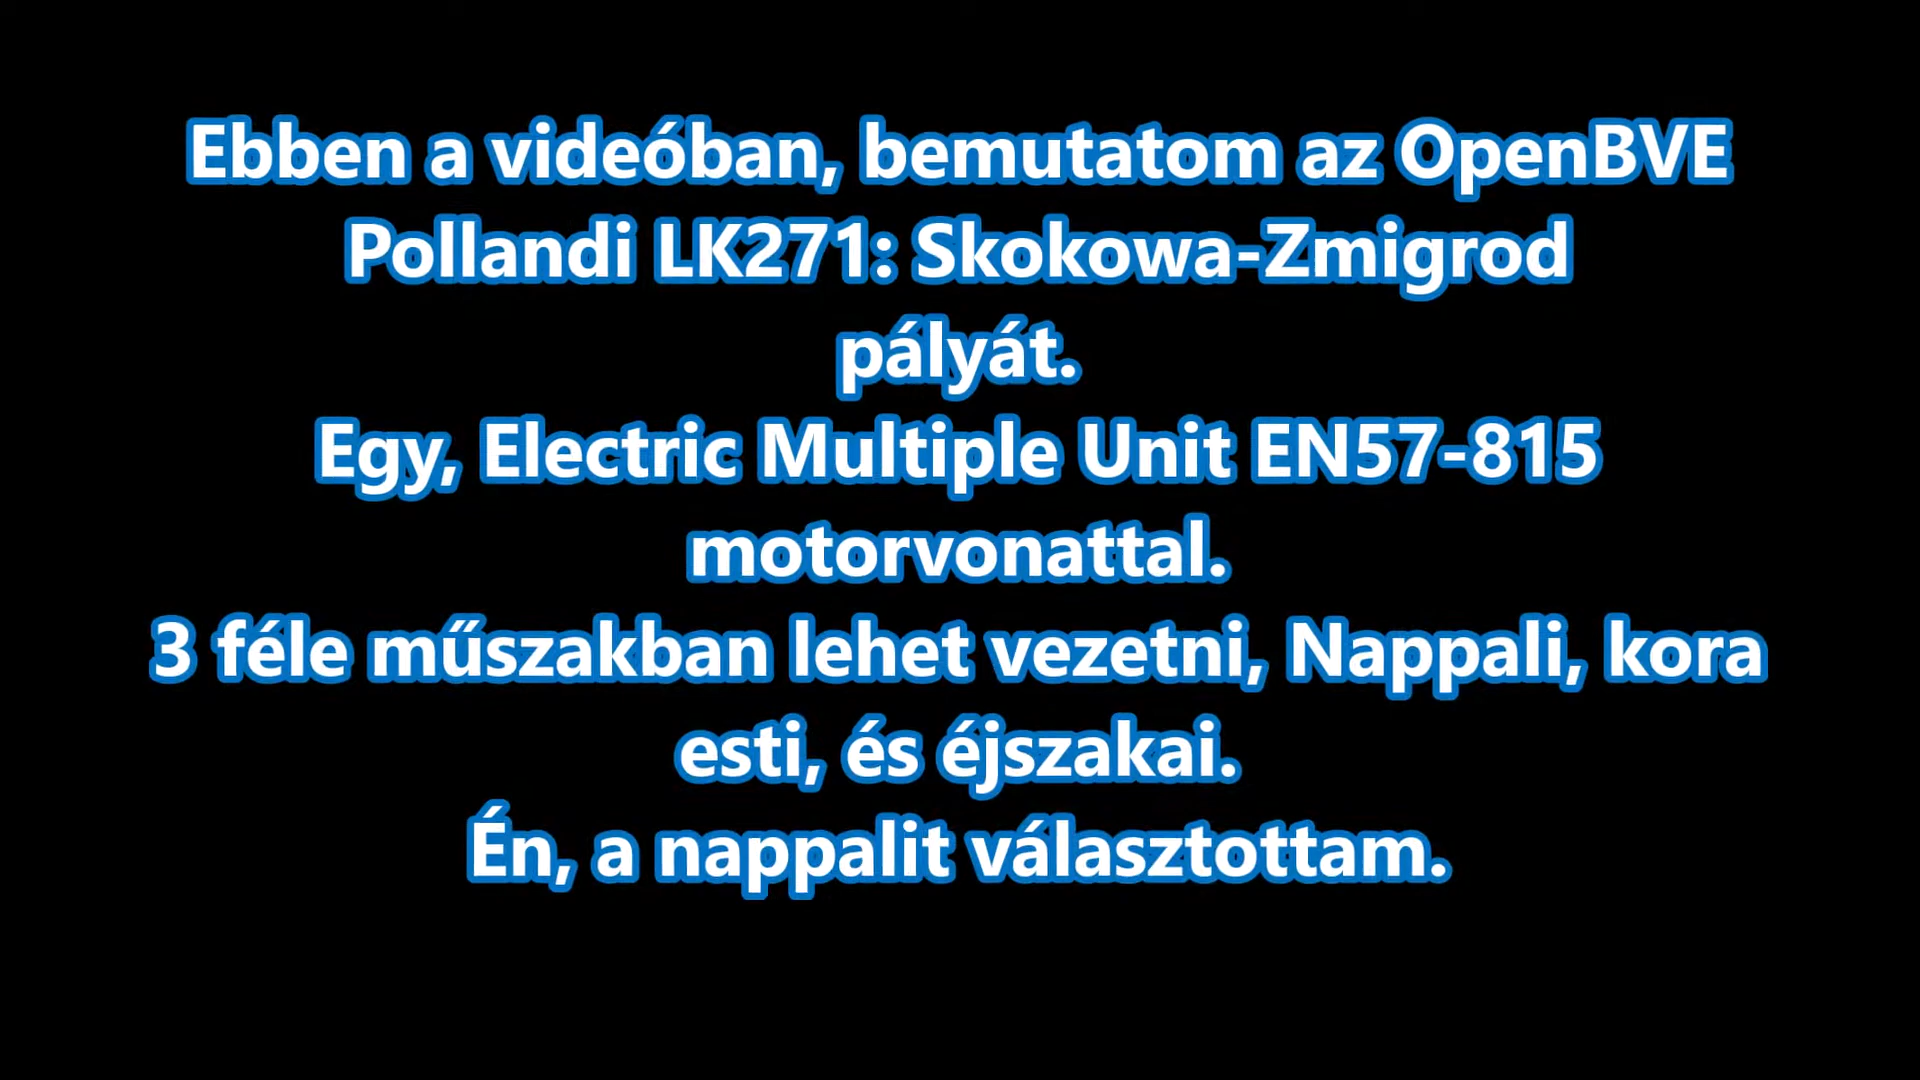 Ebben a videóban, bemutatom az OpenBVE
Pollandi LK271: Skokowa-Zmigrod
pályát.
Egy, Electric Multiple Unit EN57-815
motorvonattal.
3 féle műszakban lehet vezetni, Nappali, kora
esti, és éjszakai.
Én, a nappalit választottam.